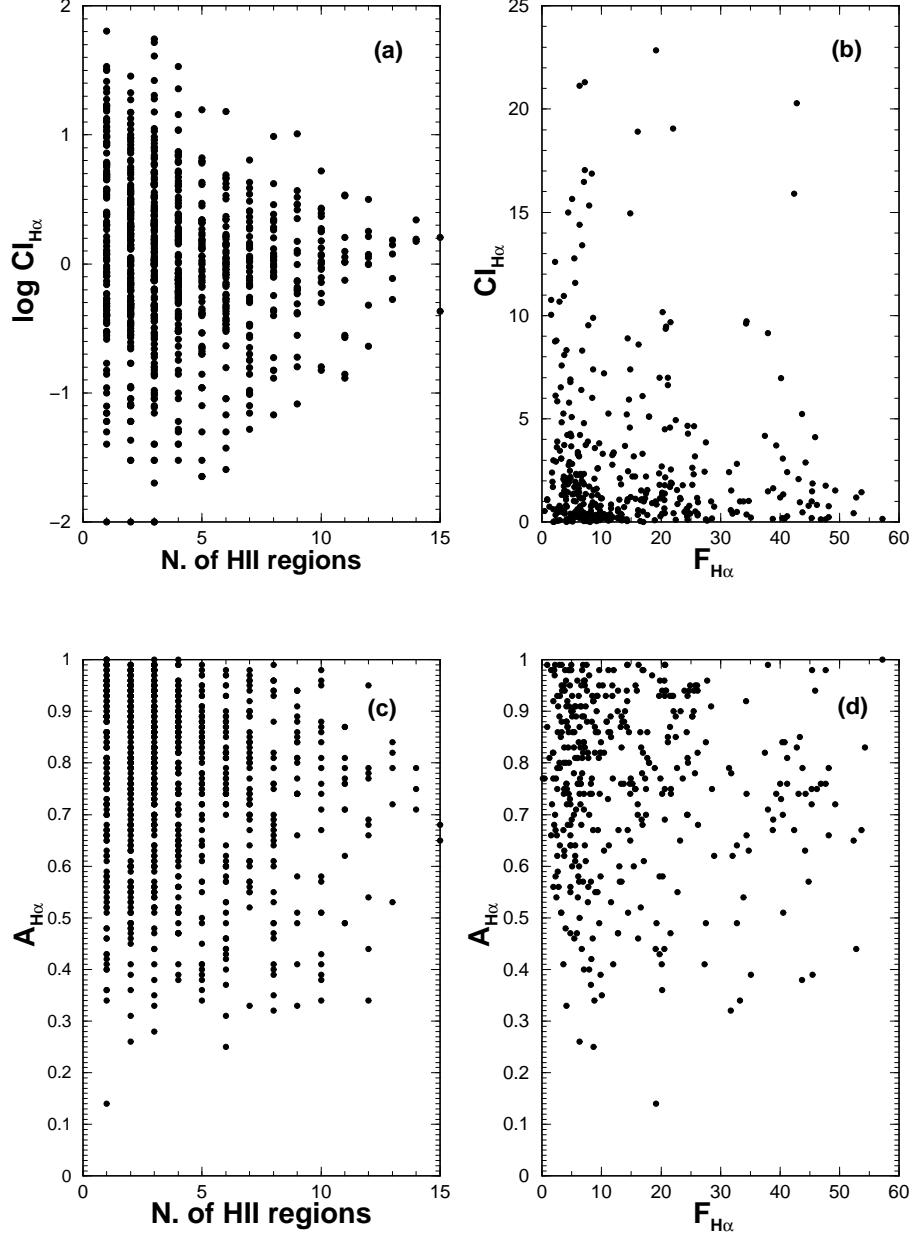 2
1
0
−1
−2
log CI_Hα
(a)
0 5 10 15
N. of HII regions
25
20
15
10
5
0
CI_Hα
(b)
0 10 20 30 40 50 60
F_Hα
1
0.9
0.8
0.7
0.6
0.5
0.4
0.3
0.2
0.1
0
A_Hα
(c)
0 5 10 15
N. of HII regions
1
0.9
0.8
0.7
0.6
0.5
0.4
0.3
0.2
0.1
0
A_Hα
(d)
0 10 20 30 40 50 60
F_Hα